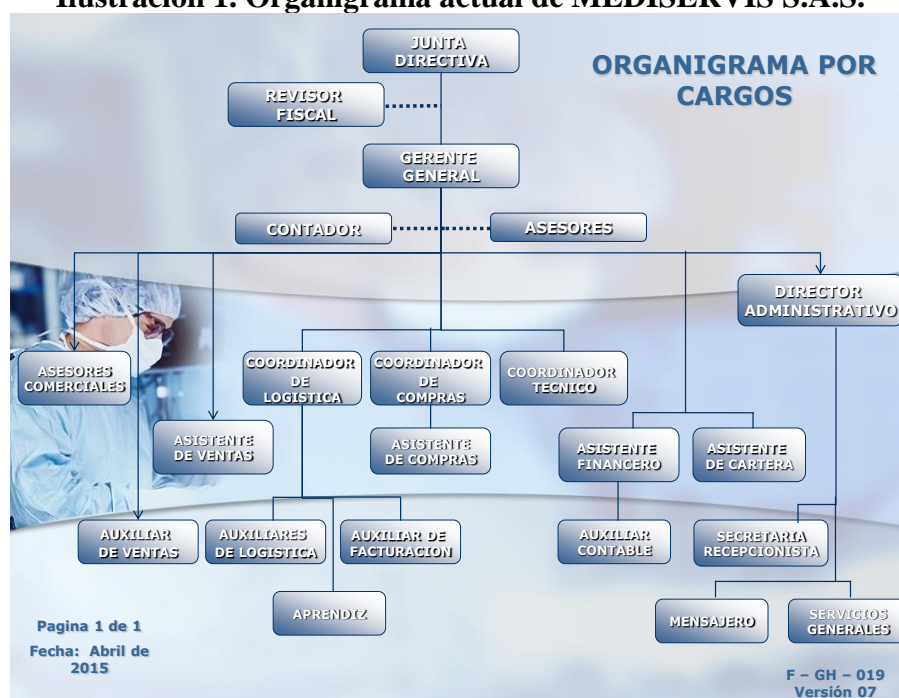 Ilustración 1. Organigrama actual de MEDISERVIS S.A.S.
JUNTA
DIRECTIVA
ORGANIGRAMA POR
CARGOS
REVISOR
FISCAL
GERENTE
GENERAL
CONTADOR
ASESORES
DIRECTOR
ADMINISTRATIVO
ASESORES
COMERCIALES
COORDINADOR
DE
LOGISTICA
COORDINADOR
DE
COMPRAS
COORDINADOR
TECNICO
ASISTENTE
DE VENTAS
ASISTENTE
DE COMPRAS
ASISTENTE
FINANCERO
ASISTENTE
DE CARTERA
AUXILIAR
DE VENTAS
AUXILIARES
DE LOGISTICA
AUXILIAR DE
FACTURACION
AUXILIAR
CONTABLE
SECRETARIA
RECEPCIONISTA
APRENDIZ
MENSAJERO
SERVICIOS
GENERALES
Pagina 1 de 1
Fecha: Abril de
2015
F – GH – 019
Versión 07